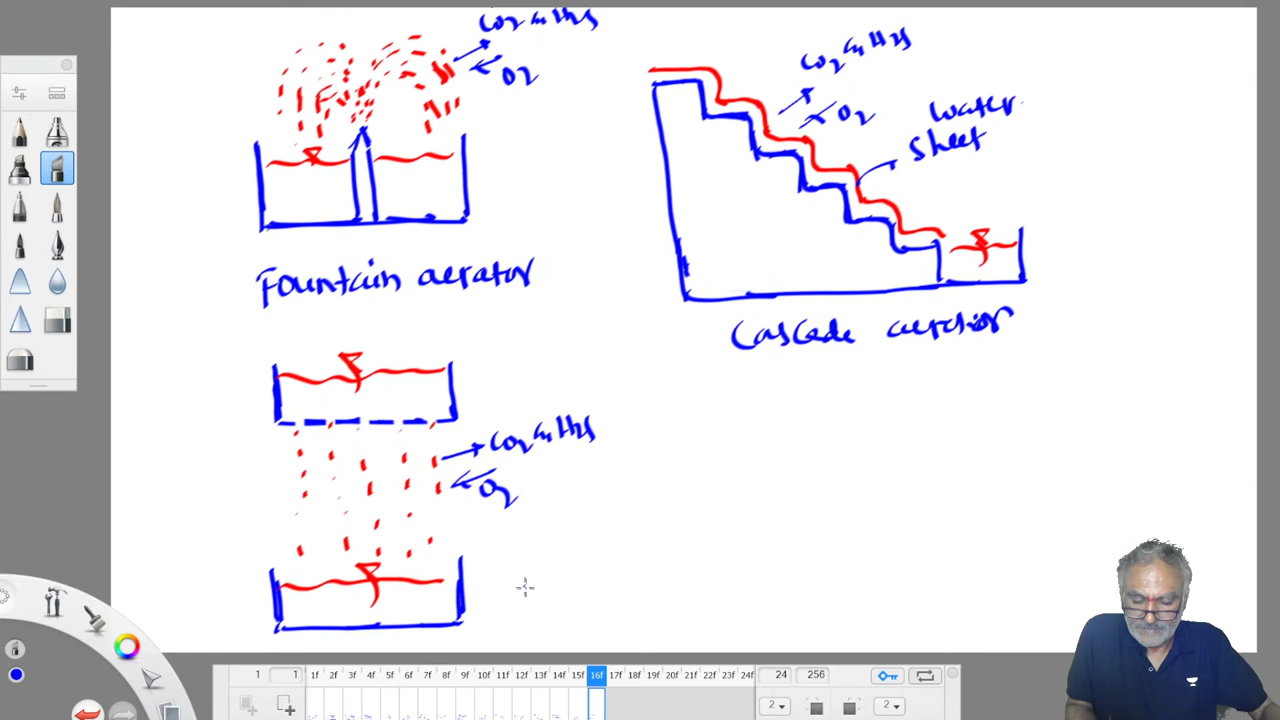 CO2 & H2S
O2
Fountain aerator
CO2 & H2S
O2
water
sheet
Cascade aerator
CO2 & H2S
O2
1 1 1f 2f 3f 4f 5f 6f 7f 8f 9f 10f 11f 12f 13f 14f 15f 16f 17f 18f 19f 20f 21f 22f 23f 24f 24 256
2 2